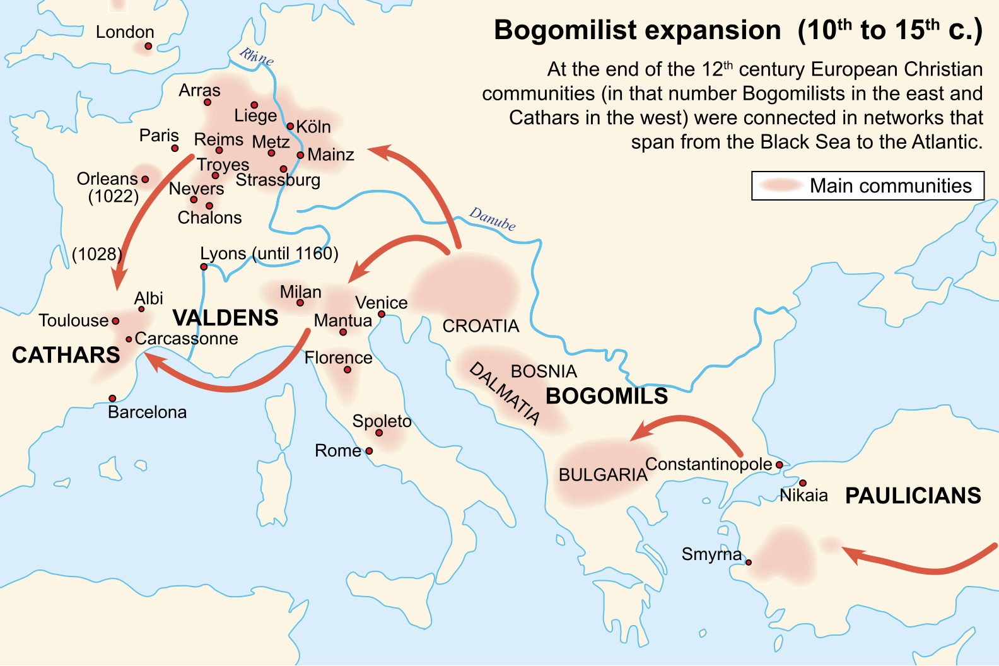 Bogomilist expansion (10th to 15th c.)
At the end of the 12th century European Christian
communities (in that number Bogomilists in the east and
Cathars in the west) were connected in networks that
span from the Black Sea to the Atlantic.
Main communities
London
Rhine
Arras
Liege
Köln
Paris
Reims
Metz
Mainz
Troyes
Orleans
(1022)
Nevers
Strassburg
Chalons
Danube
(1028)
Lyons (until 1160)
Albi
Milan
Venice
Toulouse
VALDENS
Mantua
CROATIA
Carcassonne
CATHARS
Florence
BOSNIA
DALMATIA
BOGOMILS
Barcelona
Spoleto
Rome
BULGARIA
Constantinopole
Nikaia
PAULICIANS
Smyrna